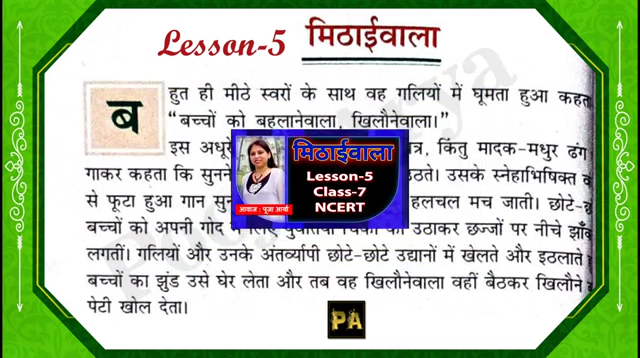 Lesson-5 मिठाईवाला
बहुत ही मीठे स्वरों के साथ वह गलियों में घूमता हुआ कहता
“बच्चों को बहलानेवाला, खिलौनेवाला।”
इस अधूरे किंतु मादक-मधुर ढंग
गाकर कहता कि सुनने उठते। उसके स्नेहाभिषिक्त
से फूटा हुआ गान हलचल मच जाती। छोटे-
बच्चों को अपनी गोद उठाकर छज्जों पर नीचे
लगतीं। गलियों और उनके अंतर्व्यापी छोटे-छोटे उद्यानों में खेलते और इठलाते
बच्चों का झुंड उसे घेर लेता और तब वह खिलौनेवाला वहीं बैठकर खिलौने
पेटी खोल देता।
मिठाईवाला
Lesson-5
Class-7
NCERT
आवाज : पूजा आर्या
PA